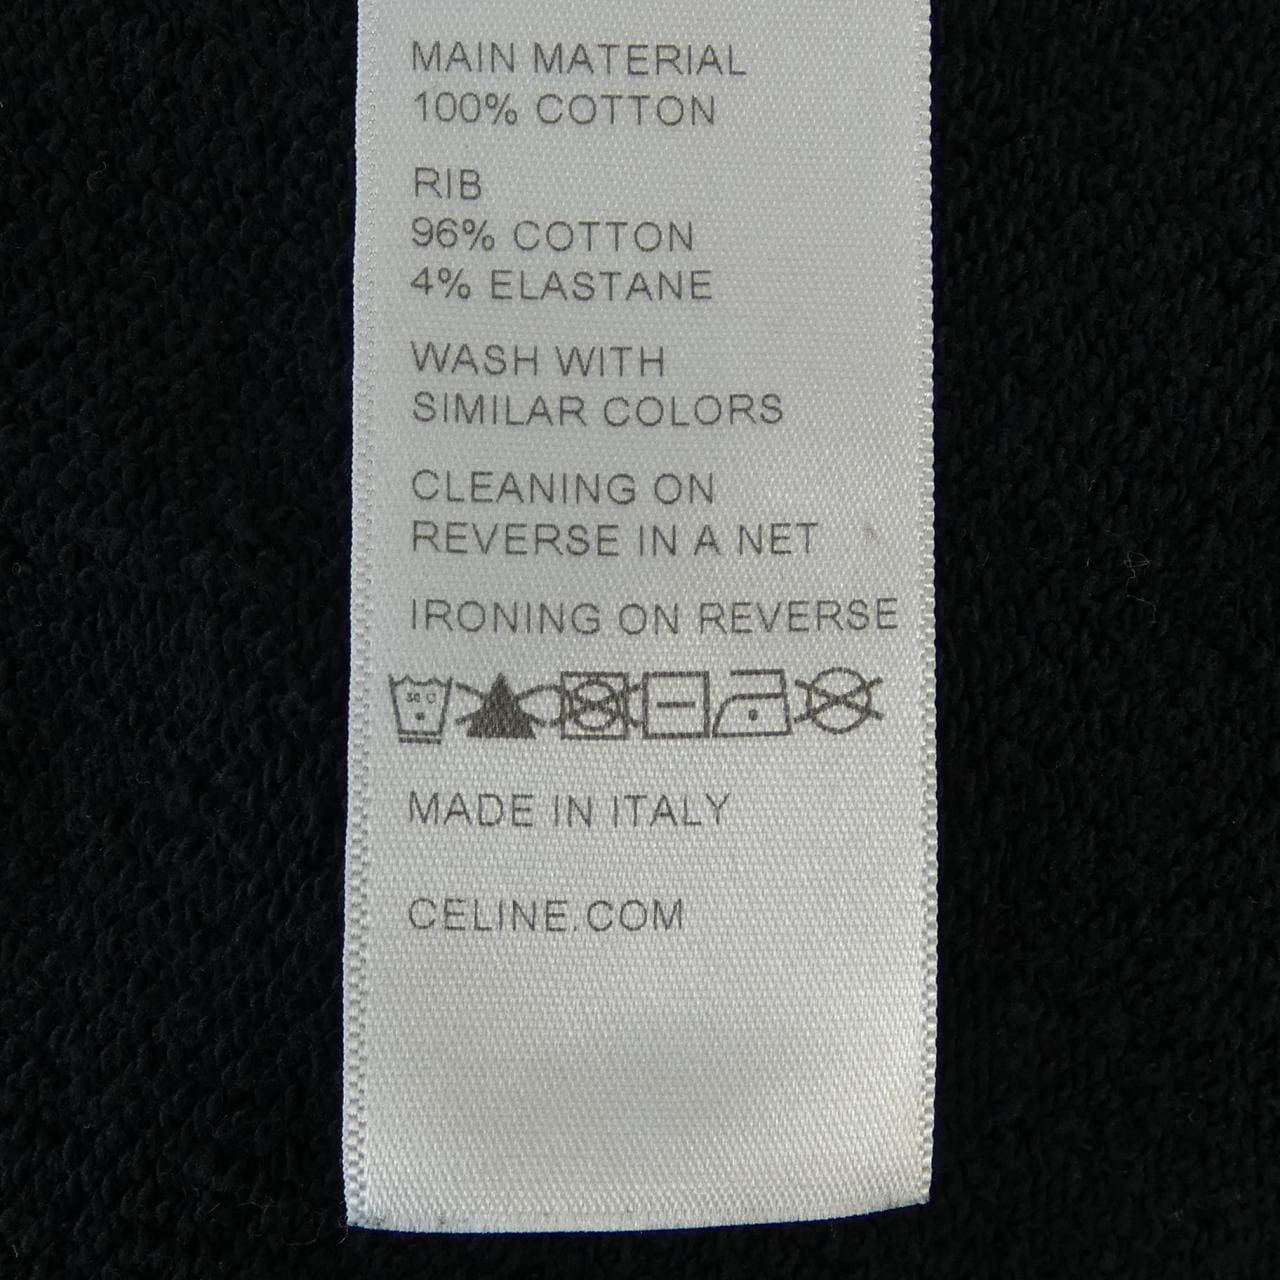 MAIN MATERIAL
100% COTTON
RIB
96% COTTON
4% ELASTANE
WASH WITH
SIMILAR COLORS
CLEANING ON
REVERSE IN A NET
IRONING ON REVERSE
30 C
MADE IN ITALY
CELINE.COM